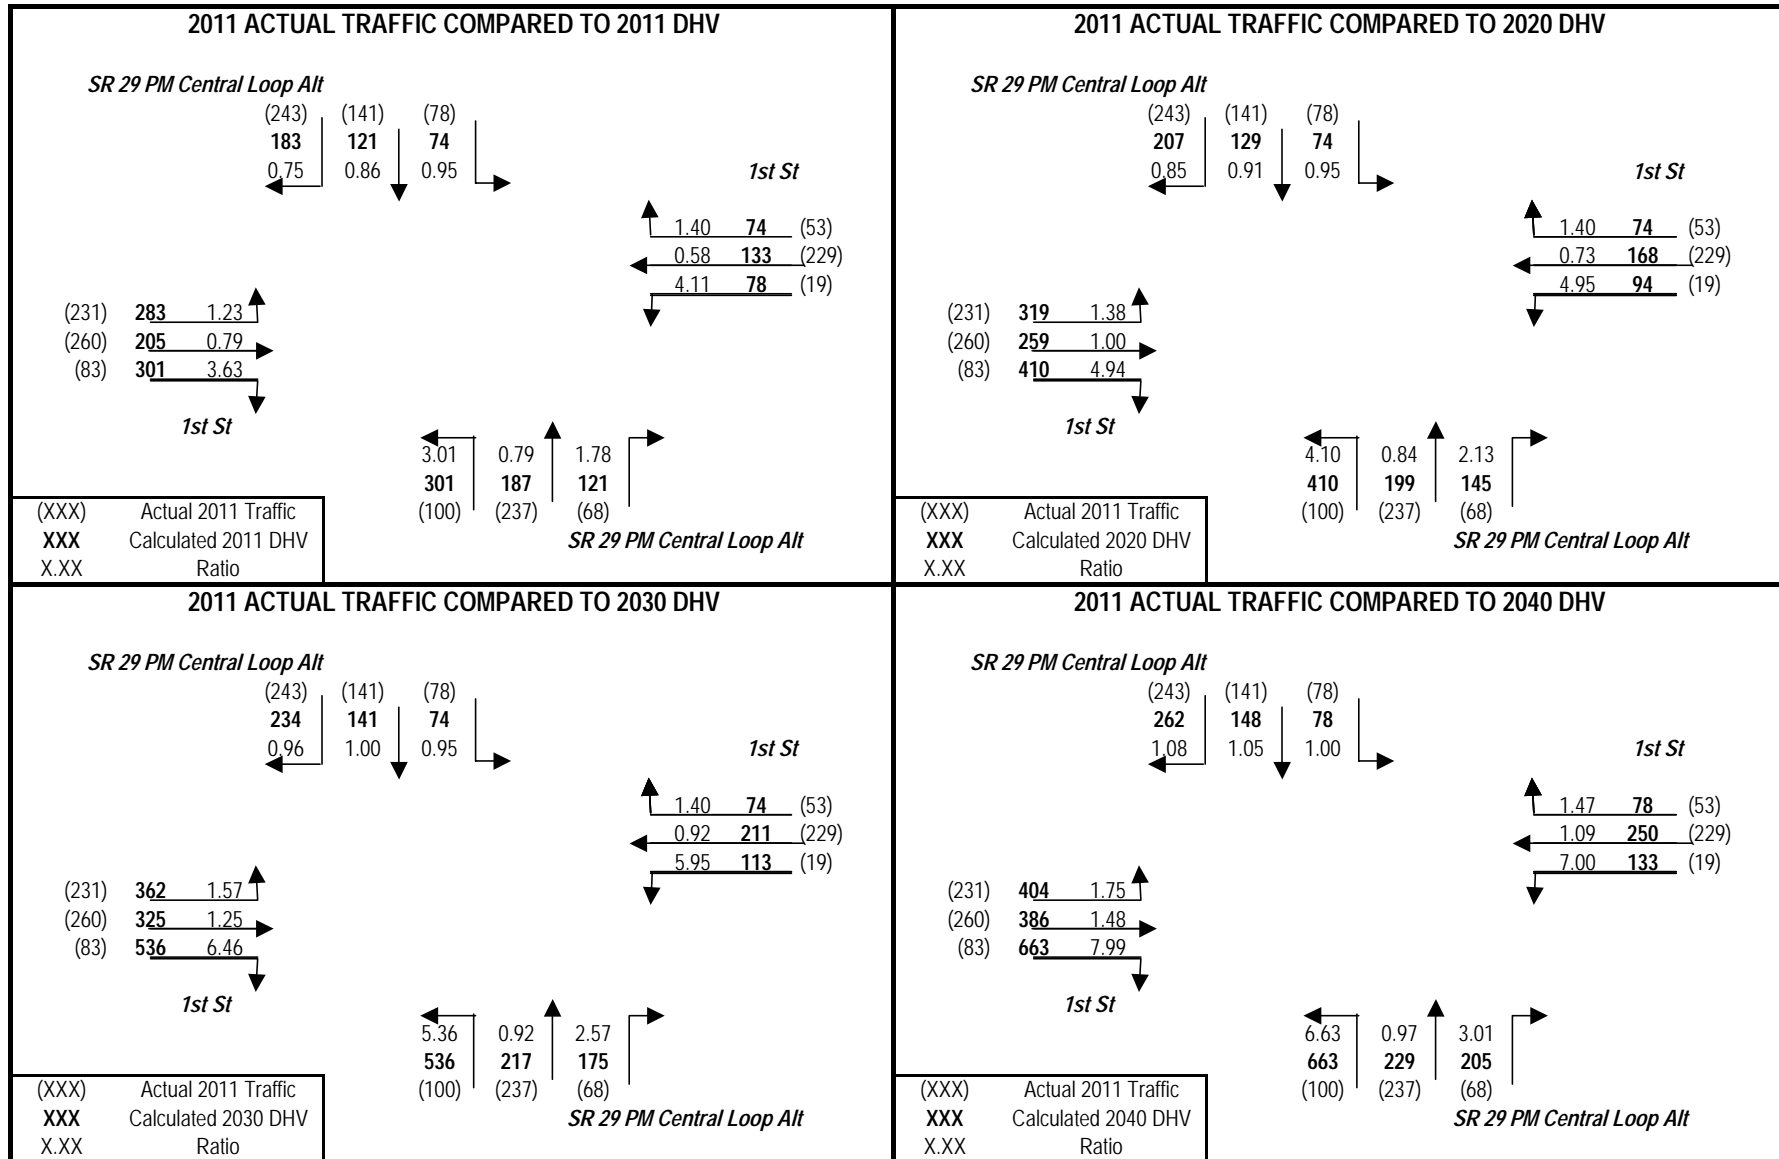 2011 ACTUAL TRAFFIC COMPARED TO 2011 DHV
SR 29 PM Central Loop Alt
(243) (141) (78)
183 121 74
0.75 0.86 0.95
1st St
1.40 74 (53)
0.58 133 (229)
4.11 78 (19)
(231) 283 1.23
(260) 205 0.79
(83) 301 3.63
1st St
3.01 0.79 1.78
301 187 121
(100) (237) (68)
SR 29 PM Central Loop Alt
(XXX) Actual 2011 Traffic
XXX Calculated 2011 DHV
X.XX Ratio
2011 ACTUAL TRAFFIC COMPARED TO 2020 DHV
SR 29 PM Central Loop Alt
(243) (141) (78)
207 129 74
0.85 0.91 0.95
1st St
1.40 74 (53)
0.73 168 (229)
4.95 94 (19)
(231) 319 1.38
(260) 259 1.00
(83) 410 4.94
1st St
4.10 0.84 2.13
410 199 145
(100) (237) (68)
SR 29 PM Central Loop Alt
(XXX) Actual 2011 Traffic
XXX Calculated 2020 DHV
X.XX Ratio
2011 ACTUAL TRAFFIC COMPARED TO 2030 DHV
SR 29 PM Central Loop Alt
(243) (141) (78)
234 141 74
0.96 1.00 0.95
1st St
1.40 74 (53)
0.92 211 (229)
5.95 113 (19)
(231) 362 1.57
(260) 325 1.25
(83) 536 6.46
1st St
5.36 0.92 2.57
536 217 175
(100) (237) (68)
SR 29 PM Central Loop Alt
(XXX) Actual 2011 Traffic
XXX Calculated 2030 DHV
X.XX Ratio
2011 ACTUAL TRAFFIC COMPARED TO 2040 DHV
SR 29 PM Central Loop Alt
(243) (141) (78)
262 148 78
1.08 1.05 1.00
1st St
1.47 78 (53)
1.09 250 (229)
7.00 133 (19)
(231) 404 1.75
(260) 386 1.48
(83) 663 7.99
1st St
6.63 0.97 3.01
663 229 205
(100) (237) (68)
SR 29 PM Central Loop Alt
(XXX) Actual 2011 Traffic
XXX Calculated 2040 DHV
X.XX Ratio